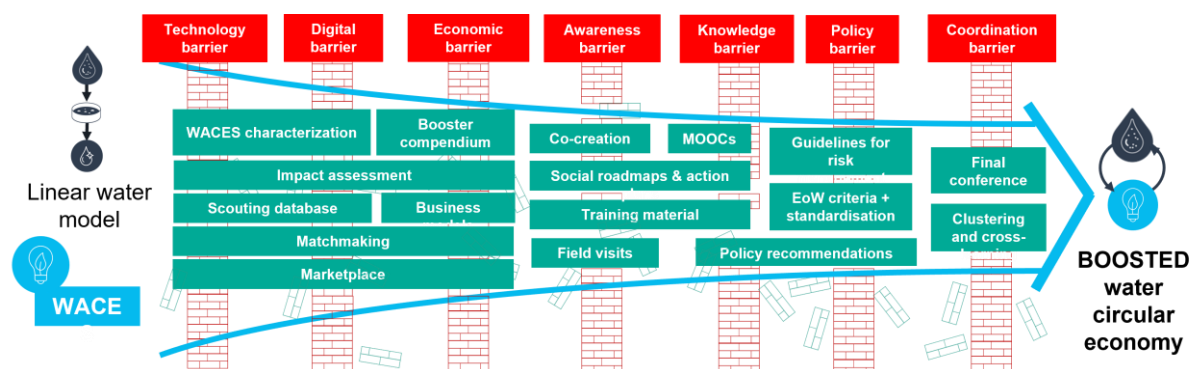 Technology
barrier
Digital
barrier
Economic
barrier
Awareness
barrier
Knowledge
barrier
Policy
barrier
Coordination
barrier
Linear water
model
WACE
WACES characterization
Booster
compendium
Impact assessment
Scouting database
Business
Matchmaking
Marketplace
Co-creation
MOOCs
Social roadmaps & action
Training material
Field visits
Guidelines for
risk
EoW criteria +
standardisation
Policy recommendations
Final
conference
Clustering
and cross-
BOOSTED
water
circular
economy